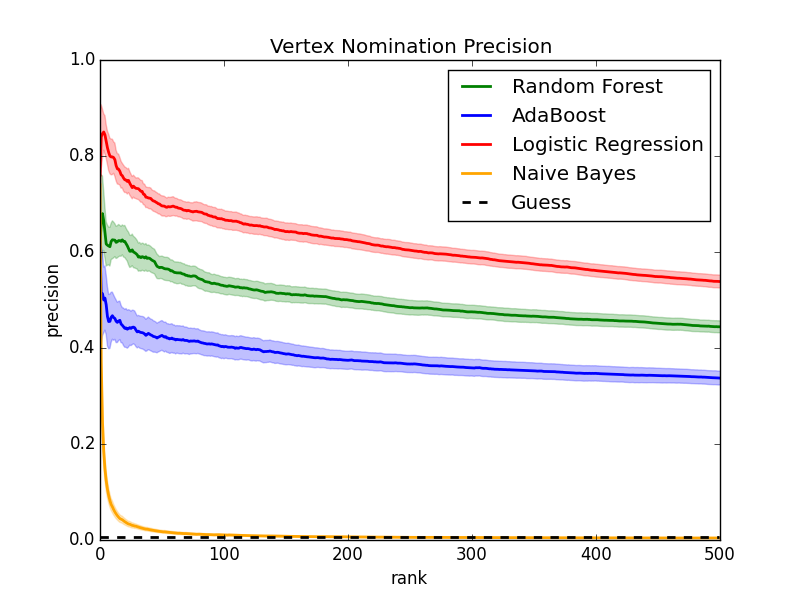 Vertex Nomination Precision
1.0
0.8
0.6
0.4
0.2
0.0
precision
Random Forest
AdaBoost
Logistic Regression
Naive Bayes
Guess
0 100 200 300 400 500
rank